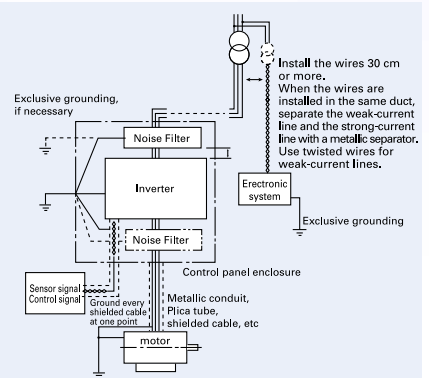 Install the wires 30 cm
or more.
When the wires are
installed in the same duct,
separate the weak-current
line and the strong-current
line with a metallic separator.
Use twisted wires for
weak-current lines.
Exclusive grounding,
if necessary
Noise Filter
Inverter
Erectronic
system
Exclusive grounding
Noise Filter
Control panel enclosure
Sensor signal
Control signal
Ground every
shielded cable
at one point
Metallic conduit,
Plica tube,
shielded cable, etc
motor